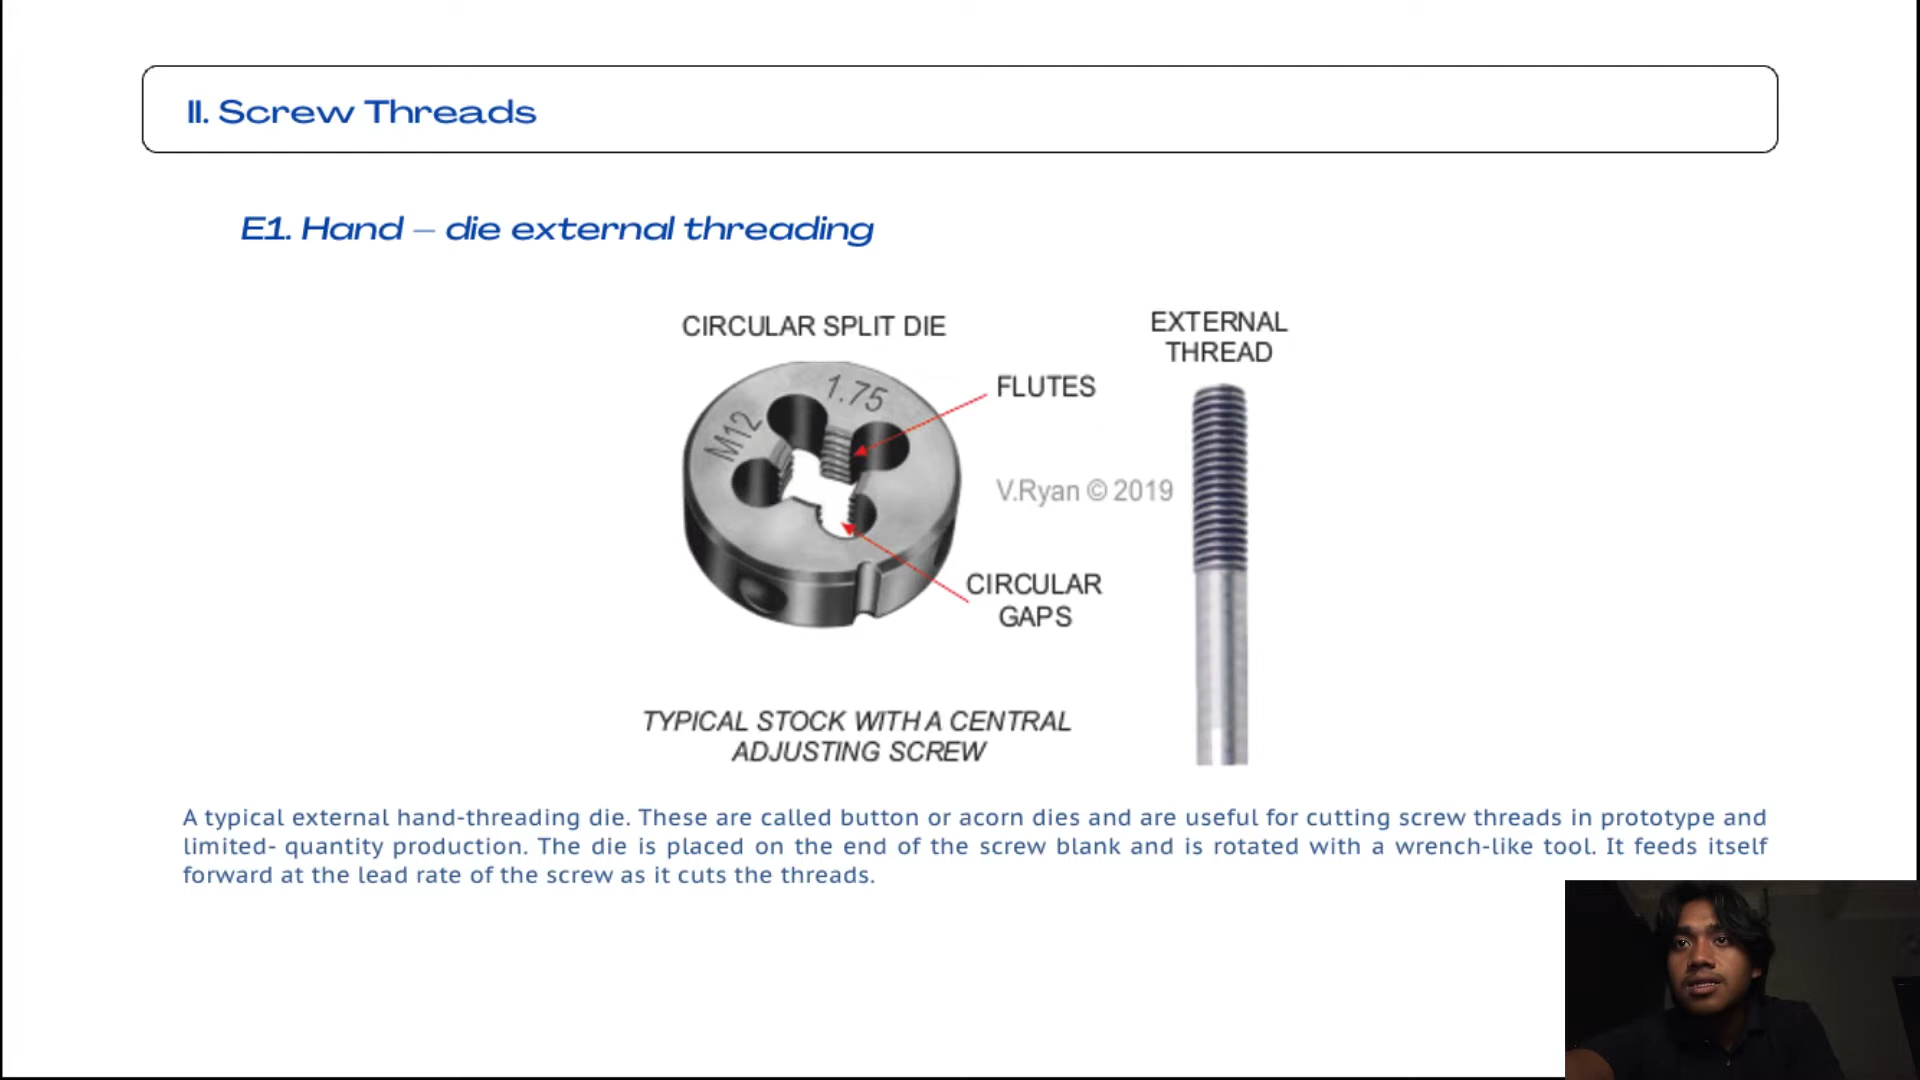 II. Screw Threads
E1. Hand – die external threading
CIRCULAR SPLIT DIE
EXTERNAL
THREAD
1.75
M12
FLUTES
V.Ryan © 2019
CIRCULAR
GAPS
TYPICAL STOCK WITH A CENTRAL
ADJUSTING SCREW
A typical external hand-threading die. These are called button or acorn dies and are useful for cutting screw threads in prototype and
limited- quantity production. The die is placed on the end of the screw blank and is rotated with a wrench-like tool. It feeds itself
forward at the lead rate of the screw as it cuts the threads.